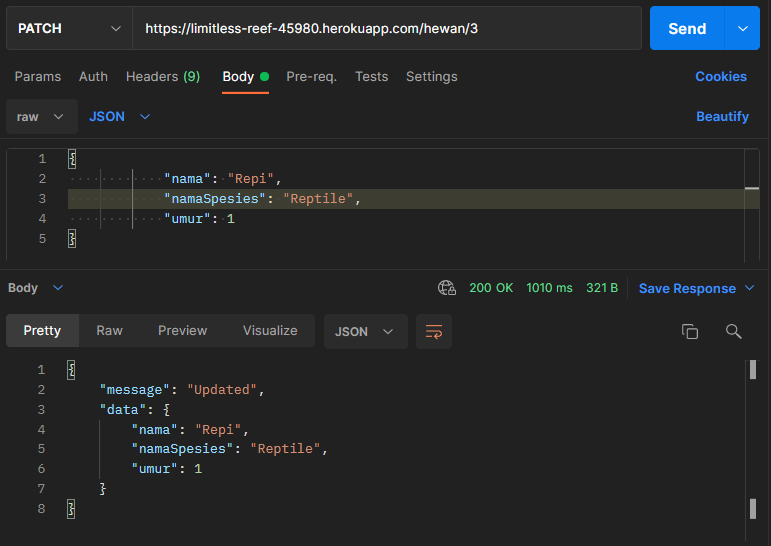 PATCH https://limitless-reef-45980.herokuapp.com/hewan/3 Send
Params Auth Headers (9) Body Pre-req. Tests Settings Cookies
raw JSON Beautify
1 {
2 "nama": "Repi",
3 "namaSpesies": "Reptile",
4 "umur": 1
5 }
Body 200 OK 1010 ms 321 B Save Response
Pretty Raw Preview Visualize JSON
1 {
2 "message": "Updated",
3 "data": {
4 "nama": "Repi",
5 "namaSpesies": "Reptile",
6 "umur": 1
7 }
8 }